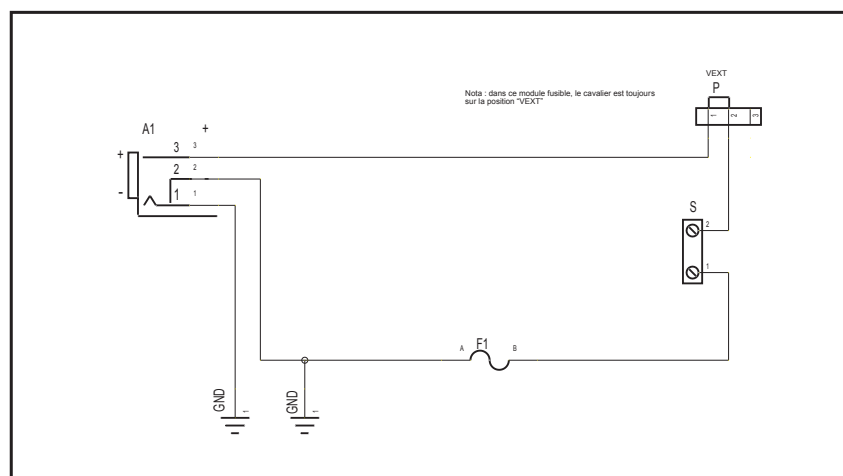 VEXT
P
Nota : dans ce module fusible, le cavalier est toujours
sur la position "VEXT"
1 2 3
A1 +
+ 3 3
2 2
- 1 1
S
2
1
A F1 B
GND 1 GND 1